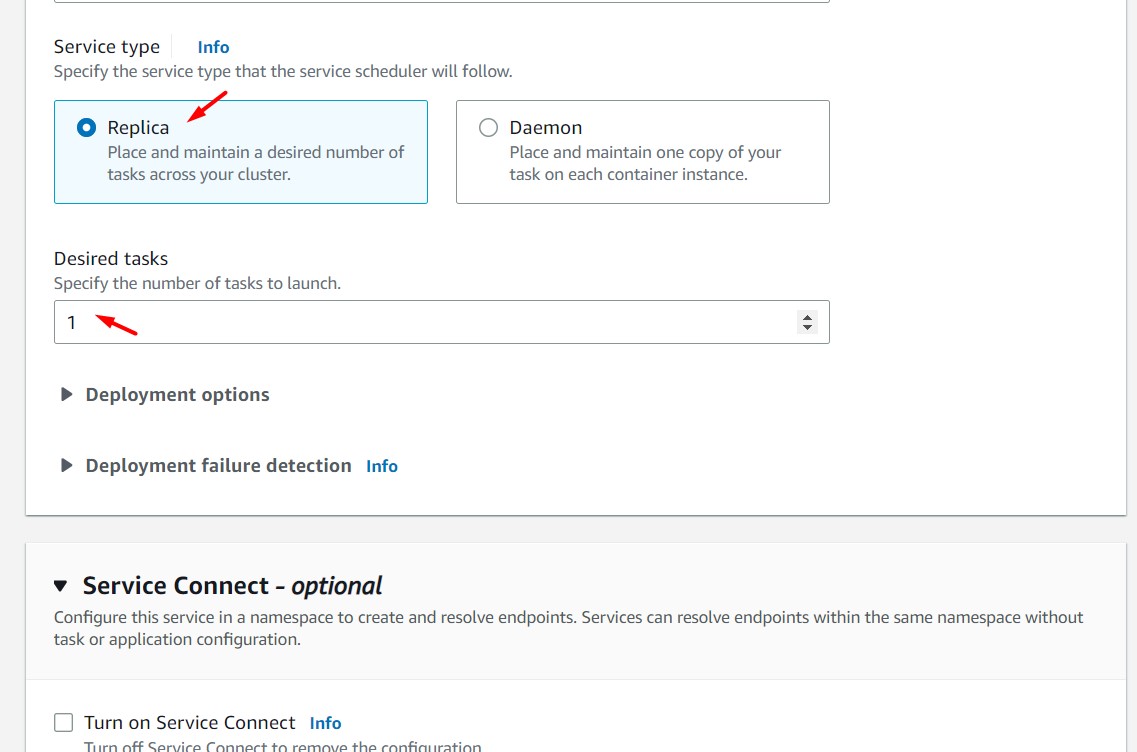 Service type Info
Specify the service type that the service scheduler will follow.
Replica
Place and maintain a desired number of
tasks across your cluster.
Daemon
Place and maintain one copy of your
task on each container instance.
Desired tasks
Specify the number of tasks to launch.
1
Deployment options
Deployment failure detection Info
Service Connect - optional
Configure this service in a namespace to create and resolve endpoints. Services can resolve endpoints within the same namespace without
task or application configuration.
Turn on Service Connect Info
Turn off Service Connect to remove the configuration